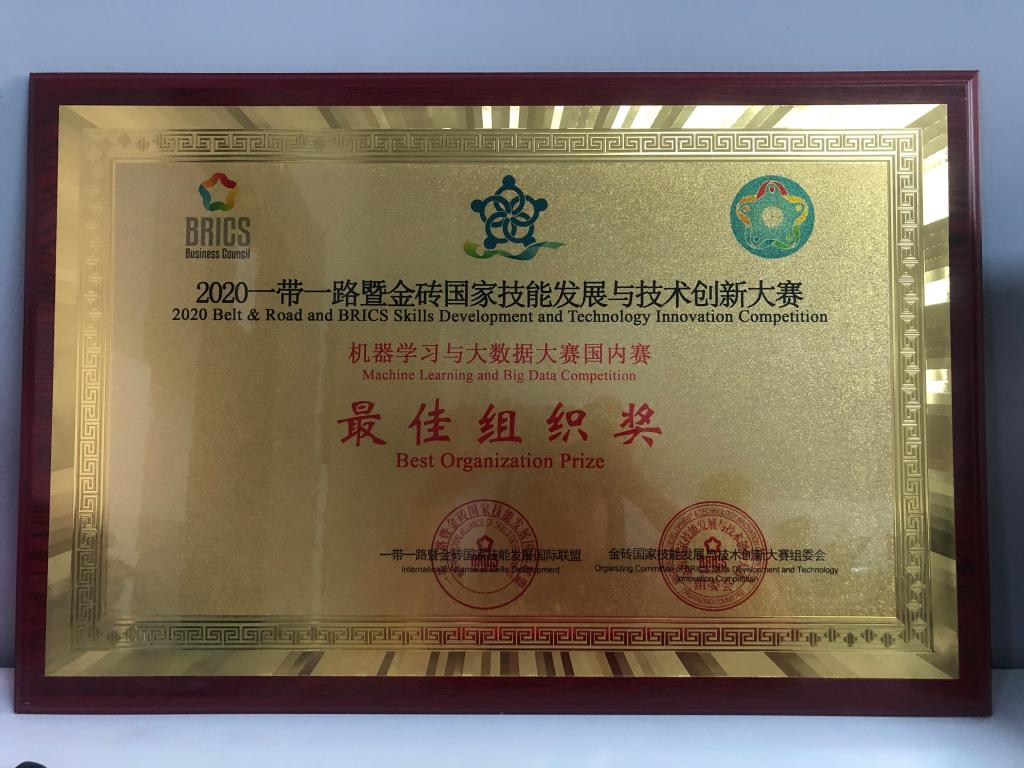 BRICS
Business Council
2020一带一路暨金砖国家技能发展与技术创新大赛
2020 Belt & Road and BRICS Skills Development and Technology Innovation Competition
机器学习与大数据大赛国内赛
Machine Learning and Big Data Competition
最佳组织奖
Best Organization Prize
一带一路暨金砖国家技能发展国际联盟
International Alliance of Skills Development
金砖国家技能发展与技术创新大赛组委会
Organizing Committee of BRICS Skills Development and Technology
Innovation Competition